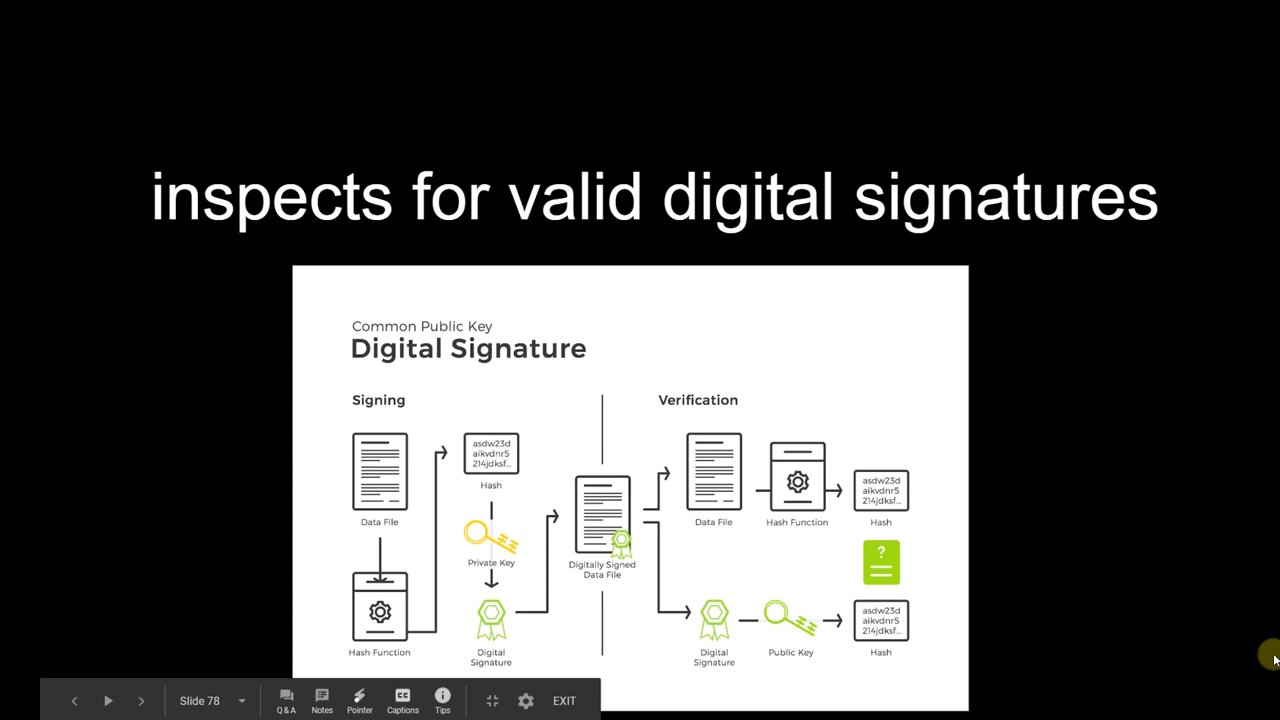 inspects for valid digital signatures
Common Public Key
Digital Signature
Signing
Verification
Data File
Hash Function
asdw23d
aikvdnr5
214jdksf...
Hash
Private Key
Digital
Signature
Digitally Signed
Data File
Data File
Hash Function
asdw23d
aikvdnr5
214jdksf...
Hash
?
Digital
Signature
Public Key
asdw23d
aikvdnr5
214jdksf...
Hash
Slide 78
Q & A
Notes
Pointer
CC
Captions
Tips
EXIT